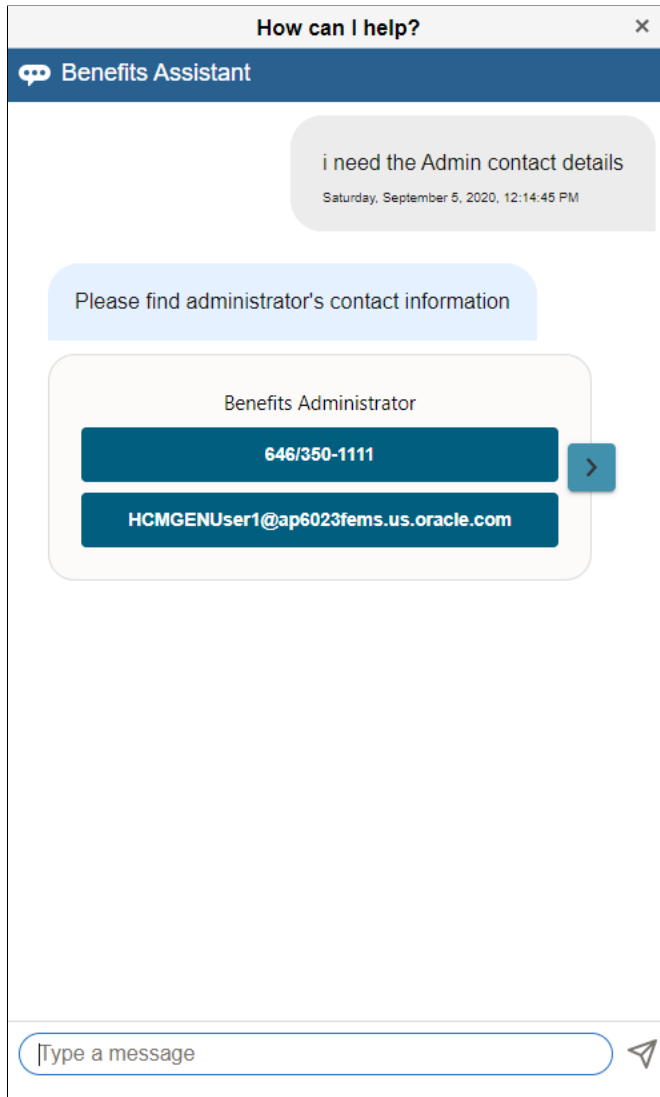 How can I help?
Benefits Assistant
i need the Admin contact details
Saturday, September 5, 2020, 12:14:45 PM
Please find administrator's contact information
Benefits Administrator
646/350-1111
HCMGENUser1@ap6023fems.us.oracle.com
Type a message